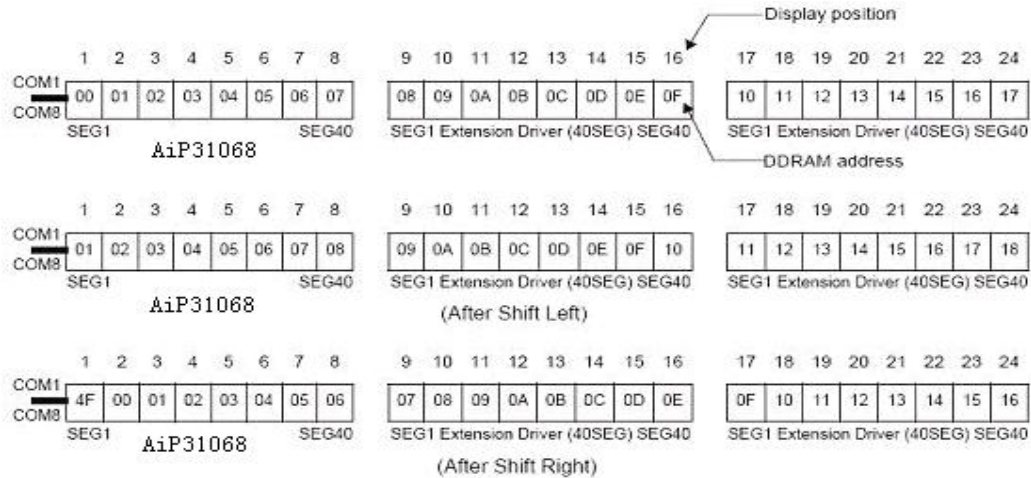 Display position
1 2 3 4 5 6 7 8 9 10 11 12 13 14 15 16 17 18 19 20 21 22 23 24
COM1
00 01 02 03 04 05 06 07 08 09 0A 0B 0C 0D 0E 0F 10 11 12 13 14 15 16 17
COM8
SEG1 SEG40 SEG1 Extension Driver (40SEG) SEG40 SEG1 Extension Driver (40SEG) SEG40
AiP31068
DDRAM address
1 2 3 4 5 6 7 8 9 10 11 12 13 14 15 16 17 18 19 20 21 22 23 24
COM1
01 02 03 04 05 06 07 08 09 0A 0B 0C 0D 0E 0F 10 11 12 13 14 15 16 17 18
COM8
SEG1 SEG40 SEG1 Extension Driver (40SEG) SEG40 SEG1 Extension Driver (40SEG) SEG40
AiP31068
(After Shift Left)
1 2 3 4 5 6 7 8 9 10 11 12 13 14 15 16 17 18 19 20 21 22 23 24
COM1
4F 00 01 02 03 04 05 06 07 08 09 0A 0B 0C 0D 0E 0F 10 11 12 13 14 15 16
COM8
SEG1 SEG40 SEG1 Extension Driver (40SEG) SEG40 SEG1 Extension Driver (40SEG) SEG40
AiP31068
(After Shift Right)